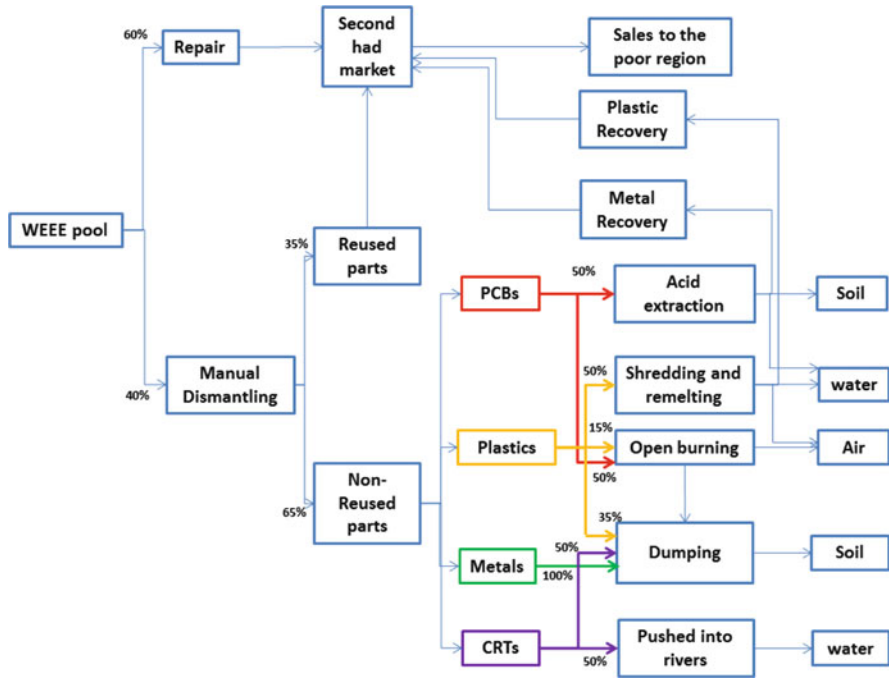 60%
Repair
Second
had
market
Sales to the
poor region
Plastic
Recovery
Metal
Recovery
WEEE pool
35%
Reused
parts
PCBs
50%
Acid
extraction
Soil
40%
Manual
Dismantling
50%
Shredding and
remelting
water
Plastics
15%
Open burning
Air
50%
65%
Non-
Reused
parts
35%
50%
Dumping
Soil
Metals
100%
CRTs
50%
Pushed into
rivers
water